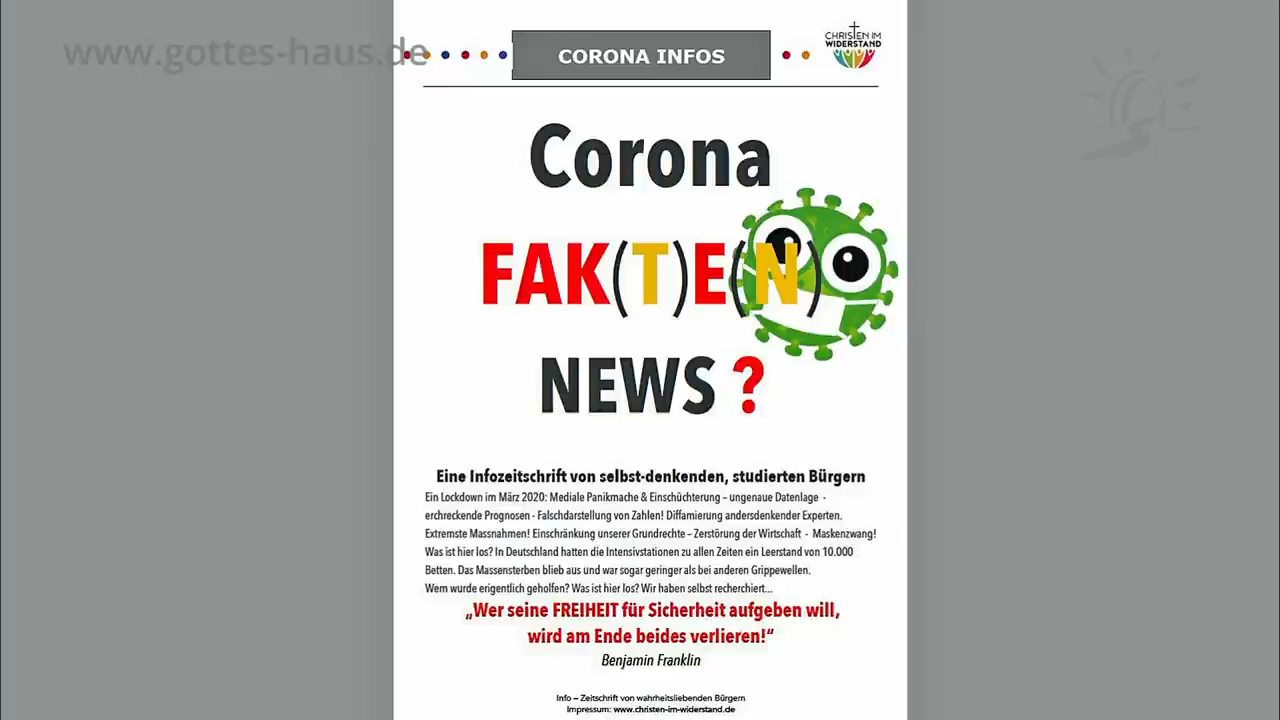 www.gottes-haus.de
CORONA INFOS
CHRISTEN IM
WIDERSTAND
Corona
FAK(T)E(N)
NEWS ?
Eine Infozeitschrift von selbst-denkenden, studierten Bürgern
Ein Lockdown im März 2020: Mediale Panikmache & Einschüchterung – ungenaue Datenlage -
erchreckende Prognosen - Falschdarstellung von Zahlen! Diffamierung andersdenkender Experten.
Extremste Massnahmen! Einschränkung unserer Grundrechte – Zerstörung der Wirtschaft - Maskenzwang!
Was ist hier los? In Deutschland hatten die Intensivstationen zu allen Zeiten ein Leerstand von 10.000
Betten. Das Massensterben blieb aus und war sogar geringer als bei anderen Grippewellen.
Wem wurde erigentlich geholfen? Was ist hier los? Wir haben selbst recherchiert...
„Wer seine FREIHEIT für Sicherheit aufgeben will,
wird am Ende beides verlieren!“
Benjamin Franklin
Info – Zeitschrift von wahrheitsliebenden Bürgern
Impressum: www.christen-im-widerstand.de